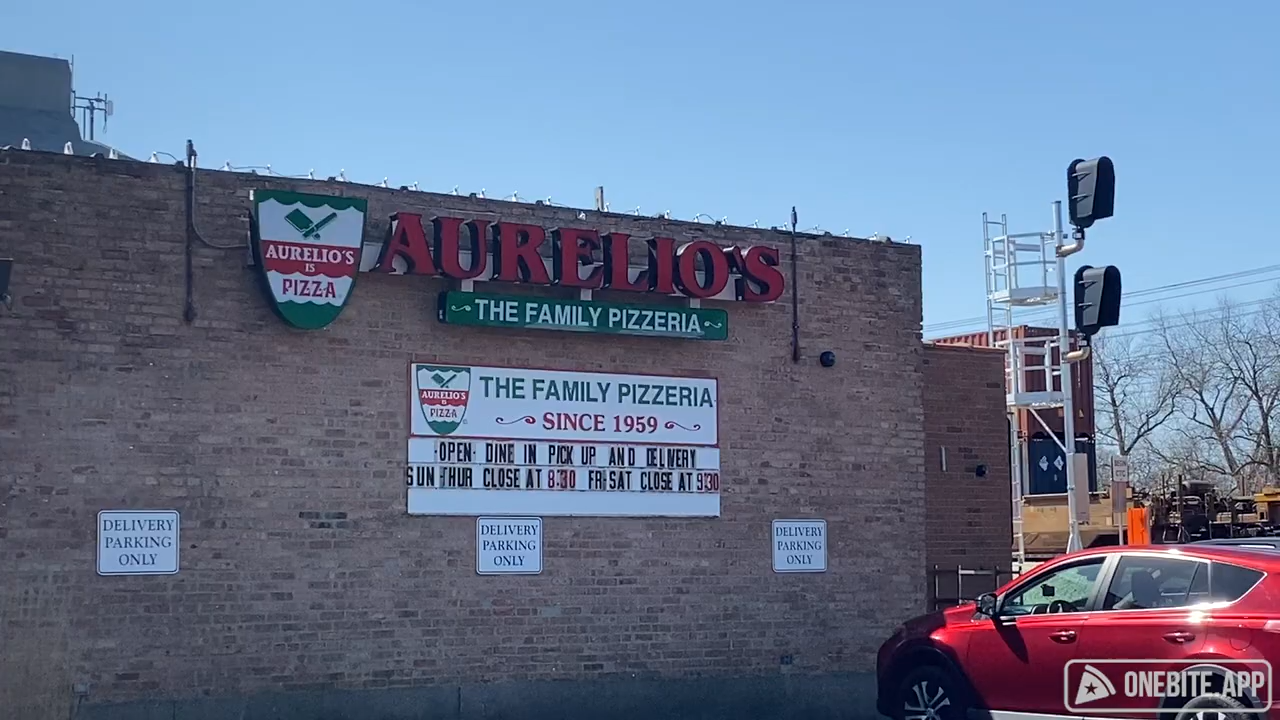 AURELIO'S
IS
PIZZA
AURELIO'S
THE FAMILY PIZZERIA
AURELIO'S
IS
PIZZA
THE FAMILY PIZZERIA
SINCE 1959
OPEN DINE IN PICK UP AND DELIVERY
SUN THUR CLOSE AT 8:30 FRI SAT CLOSE AT 9:30
DELIVERY
PARKING
ONLY
DELIVERY
PARKING
ONLY
DELIVERY
PARKING
ONLY
ONEBITE.APP